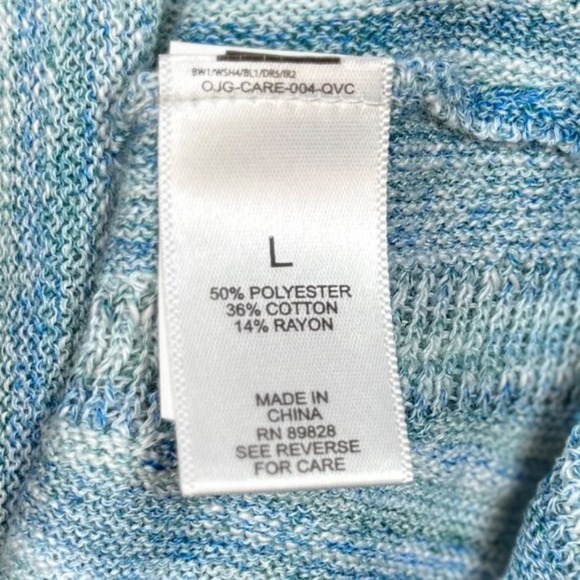 BW1/WSH4/BL1/DR5/IR2
OJG-CARE-004-QVC
L
50% POLYESTER
36% COTTON
14% RAYON
MADE IN
CHINA
RN 89828
SEE REVERSE
FOR CARE